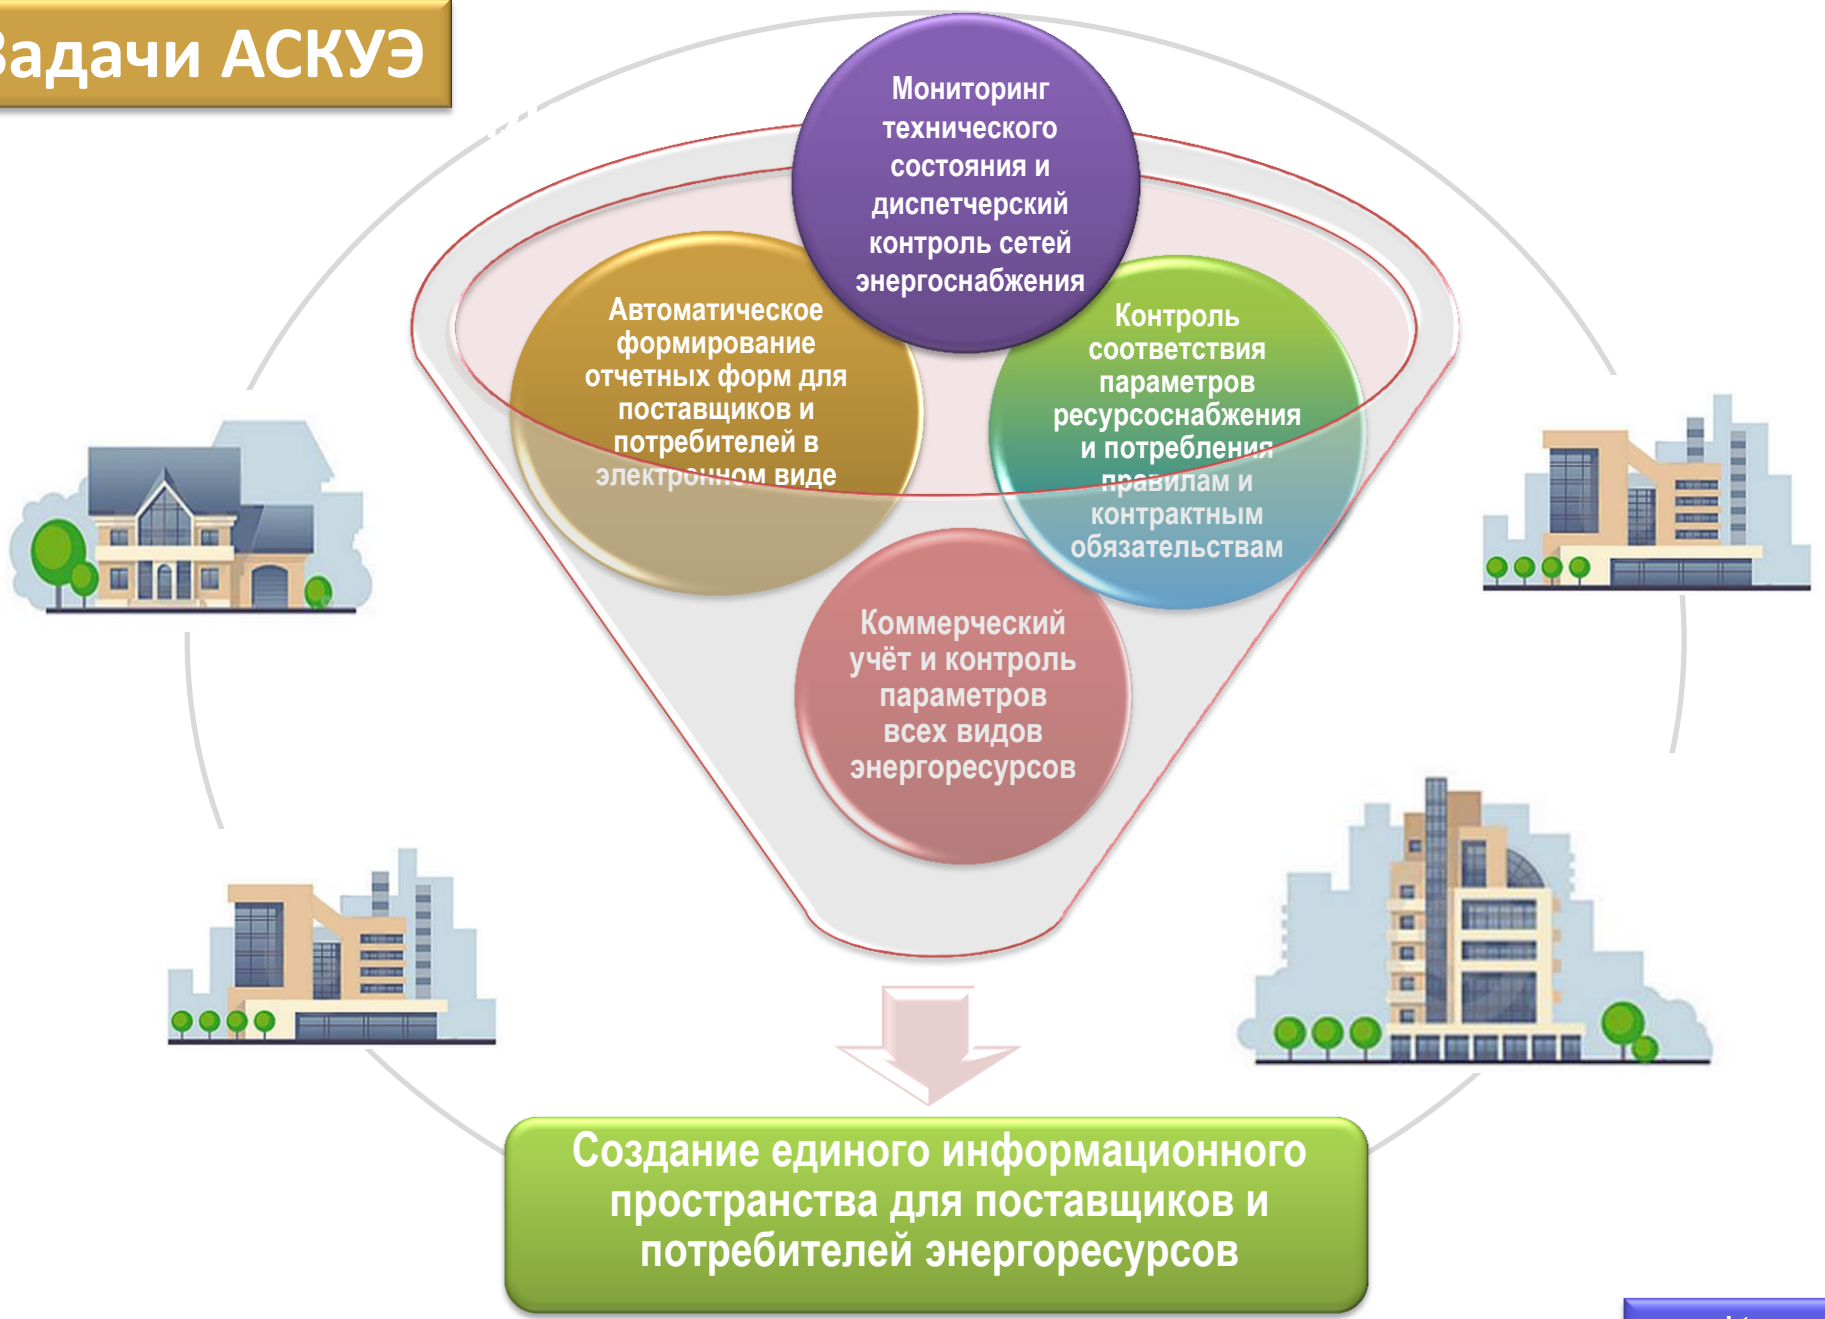 Задачи АСКУЭ
Мониторинг
технического
состояния и
диспетчерский
контроль сетей
энергоснабжения
Автоматическое
формирование
отчетных форм для
поставщиков и
потребителей в
электронном виде
Контроль
соответствия
параметров
ресурсоснабжения
и потребления
правилам и
контрактным
обязательствам
Коммерческий
учёт и контроль
параметров
всех видов
энергоресурсов
Создание единого информационного
пространства для поставщиков и
потребителей энергоресурсов